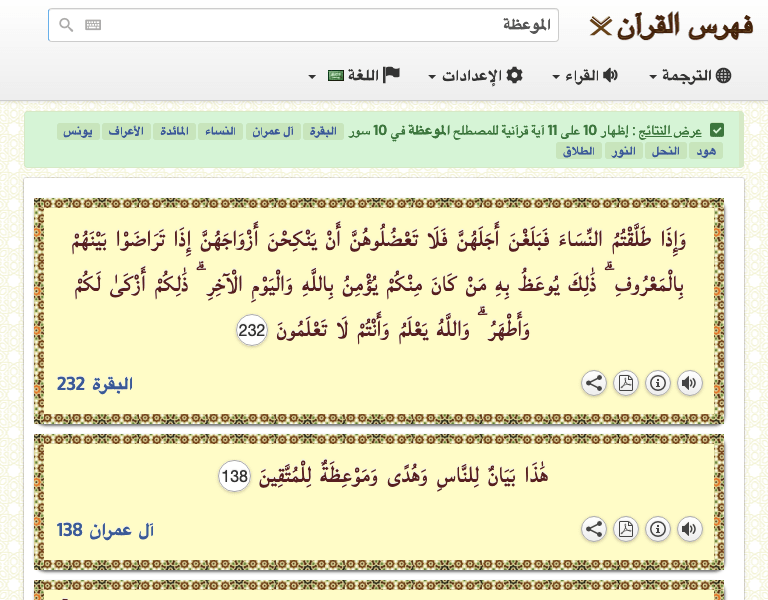 فهرس القرآن
الموعظة
الترجمة
القراء
الإعدادات
اللغة
عرض النتائج : إظهار 10 على 11 آية قرآنية للمصطلح الموعظة في 10 سور البقرة آل عمران النساء المائدة الأعراف يونس
هود النحل النور الطلاق
وَإِذَا طَلَّقْتُمُ النِّسَاءَ فَبَلَغْنَ أَجَلَهُنَّ فَلَا تَعْضُلُوهُنَّ أَنْ يَنْكِحْنَ أَزْوَاجَهُنَّ إِذَا تَرَاضَوْا بَيْنَهُمْ
بِالْمَعْرُوفِ ۗ ذَٰلِكَ يُوعَظُ بِهِ مَنْ كَانَ مِنْكُمْ يُؤْمِنُ بِاللَّهِ وَالْيَوْمِ الْآخِرِ ۗ ذَٰلِكُمْ أَزْكَىٰ لَكُمْ
وَأَطْهَرُ ۗ وَاللَّهُ يَعْلَمُ وَأَنْتُمْ لَا تَعْلَمُونَ 232
البقرة 232
هَٰذَا بَيَانٌ لِلنَّاسِ وَهُدًى وَمَوْعِظَةٌ لِلْمُتَّقِينَ 138
آل عمران 138